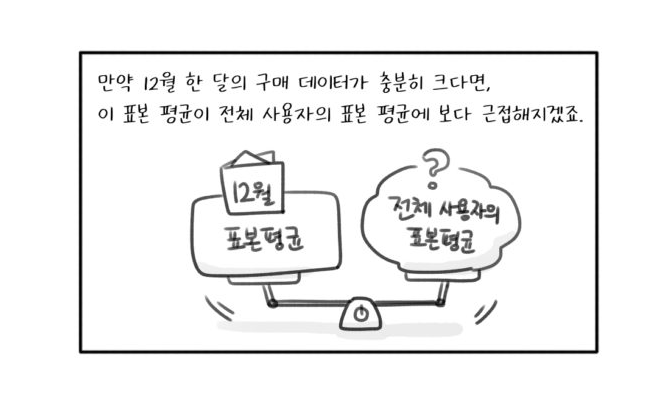 만약 12월 한 달의 구매 데이터가 충분히 크다면,
이 표본 평균이 전체 사용자의 표본 평균에 보다 근접해지겠죠.
12월
표본평균
?
전체 사용자의
표본평균